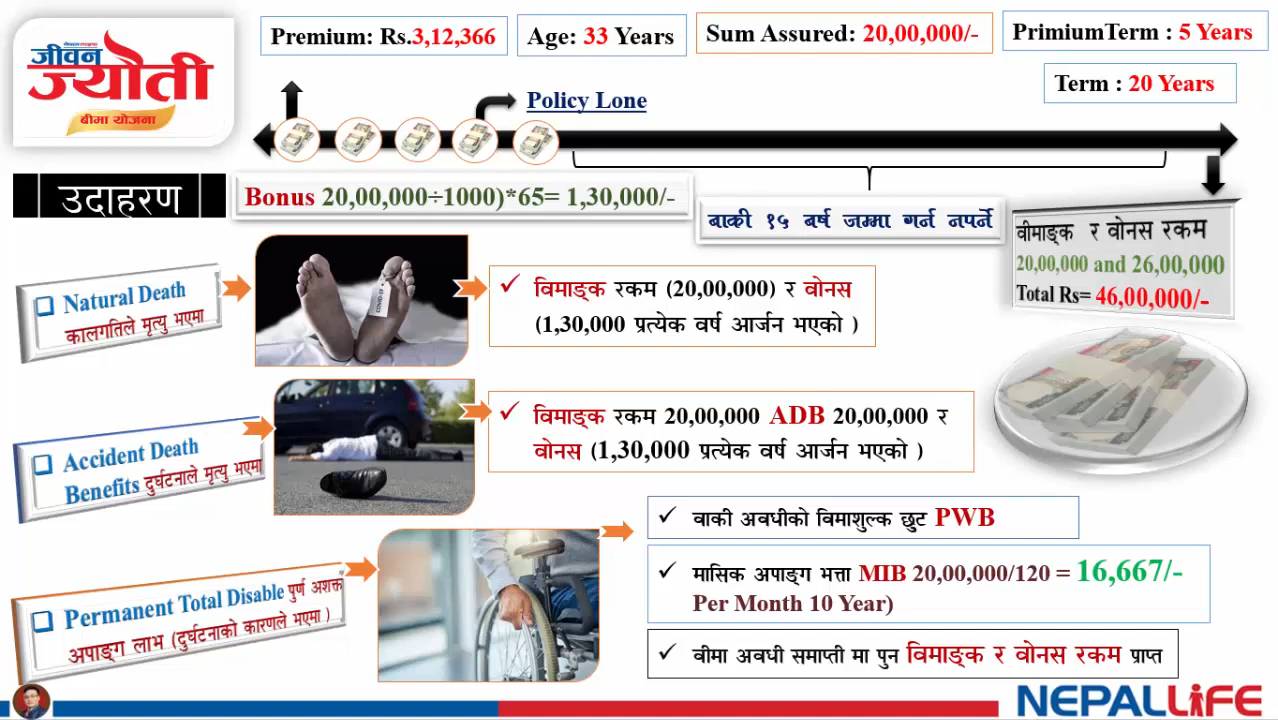 Premium: Rs.3,12,366
Age: 33 Years
Sum Assured: 20,00,000/-
PrimiumTerm : 5 Years
Term : 20 Years
जीवन
ज्योती
बीमा योजना
Policy Lone
उदाहरण
Bonus 20,00,000÷1000)*65= 1,30,000/-
बाकी १५ बर्ष जम्मा गर्न नपर्ने
वीमाङ्क र वोनस रकम
20,00,000 and 26,00,000
Total Rs= 46,00,000/-
Natural Death
कालगतिले मृत्यु भएमा
COVID-19
विमाङ्क रकम (20,00,000) र वोनस
(1,30,000 प्रत्येक वर्ष आर्जन भएको )
Accident Death
Benefits दुर्घटनाले मृत्यु भएमा
विमाङ्क रकम 20,00,000 ADB 20,00,000 र
वोनस (1,30,000 प्रत्येक वर्ष आर्जन भएको )
Permanent Total Disable पुर्ण अशक्त
अपाङ्ग लाभ (दुर्घटनाको कारणले भएमा )
वाकी अवधीको विमाशुल्क छुट PWB
मासिक अपाङ्ग भत्ता MIB 20,00,000/120 = 16,667/-
Per Month 10 Year)
वीमा अवधी समाप्ती मा पुन विमाङ्क र वोनस रकम प्राप्त
NEPALLIFE